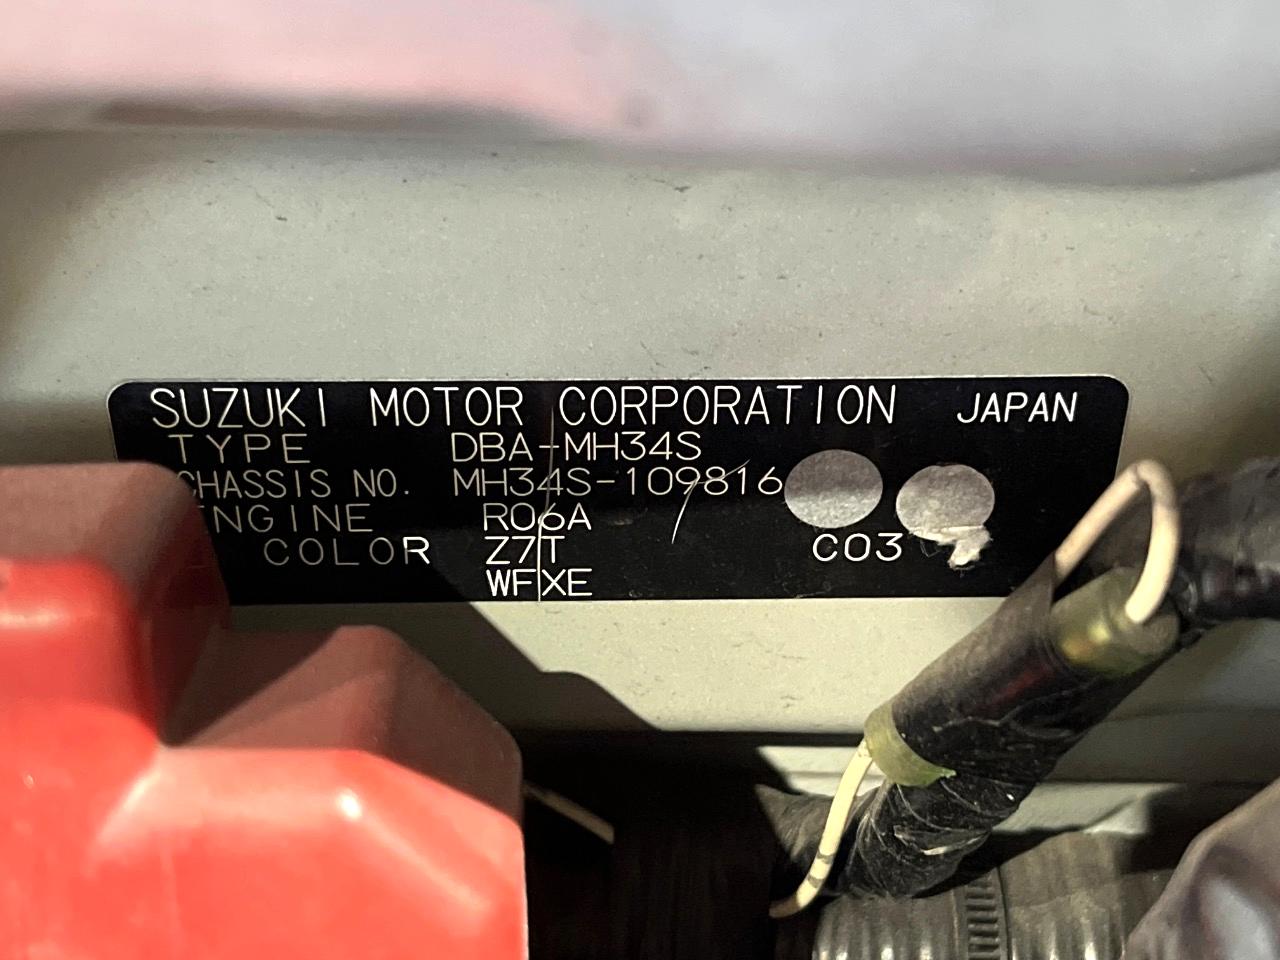 SUZUKI MOTOR CORPORATION JAPAN
TYPE DBA-MH34S
CHASSIS NO. MH34S-109816
ENGINE R06A
COLOR Z7T C03
WFXE